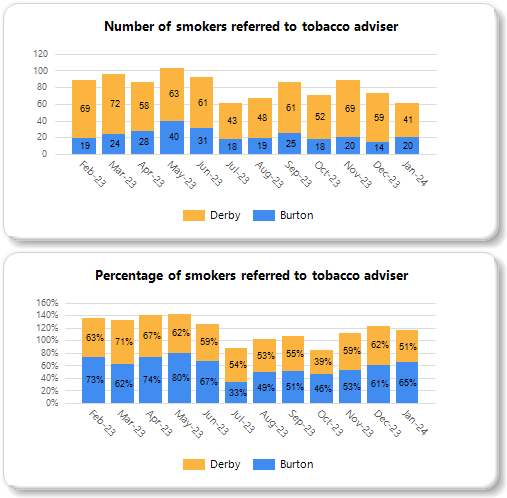 Number of smokers referred to tobacco adviser
120
100
80
60
40
20
0
69 72 58 63 61 43 48 61 52 69 59 41
19 24 28 40 31 18 19 25 18 20 14 20
Feb-23 Mar-23 Apr-23 May-23 Jun-23 Jul-23 Aug-23 Sep-23 Oct-23 Nov-23 Dec-23 Jan-24
Derby Burton
Percentage of smokers referred to tobacco adviser
160%
140%
120%
100%
80%
60%
40%
20%
0%
63% 71% 67% 62% 59% 54% 53% 55% 39% 59% 62% 51%
73% 62% 74% 80% 67% 33% 49% 51% 46% 53% 61% 65%
Feb-23 Mar-23 Apr-23 May-23 Jun-23 Jul-23 Aug-23 Sep-23 Oct-23 Nov-23 Dec-23 Jan-24
Derby Burton